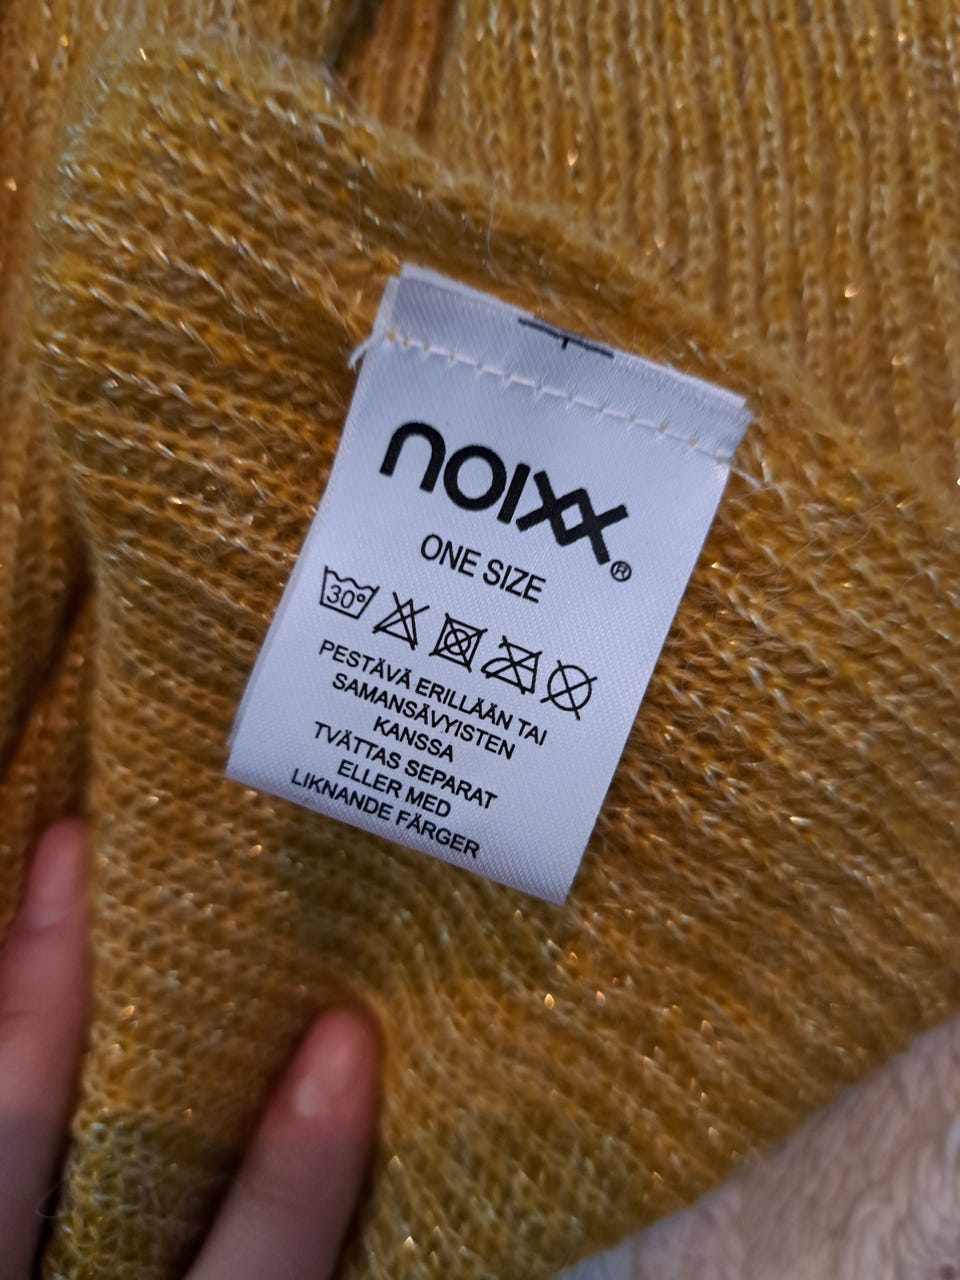 noixx®
ONE SIZE
30°
PESTÄVÄ ERILLÄÄN TAI
SAMANSÄVYISTEN
KANSSA
TVÄTTAS SEPARAT
ELLER MED
LIKNANDE FÄRGER